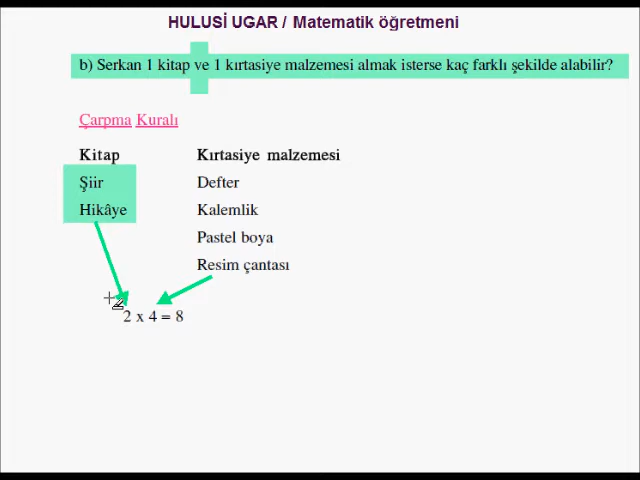 HULUSİ UGAR / Matematik öğretmeni
b) Serkan 1 kitap ve 1 kırtasiye malzemesi almak isterse kaç farklı şekilde alabilir?
Çarpma Kuralı
Kitap Kırtasiye malzemesi
Şiir Defter
Hikâye Kalemlik
Pastel boya
Resim çantası
2 x 4 = 8